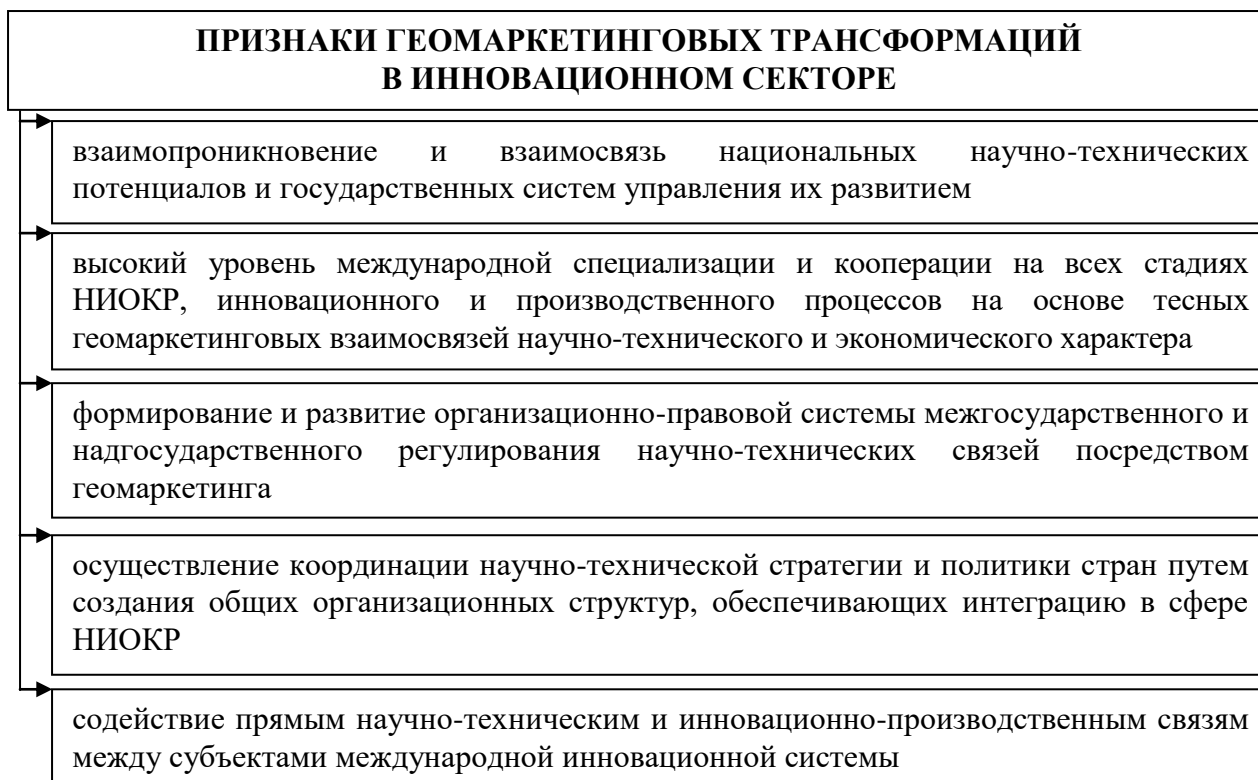 ПРИЗНАКИ ГЕОМАРКЕТИНГОВЫХ ТРАНСФОРМАЦИЙ
В ИННОВАЦИОННОМ СЕКТОРЕ
взаимопроникновение и взаимосвязь национальных научно-технических
потенциалов и государственных систем управления их развитием
высокий уровень международной специализации и кооперации на всех стадиях
НИОКР, инновационного и производственного процессов на основе тесных
геомаркетинговых взаимосвязей научно-технического и экономического характера
формирование и развитие организационно-правовой системы межгосударственного и
надгосударственного регулирования научно-технических связей посредством
геомаркетинга
осуществление координации научно-технической стратегии и политики стран путем
создания общих организационных структур, обеспечивающих интеграцию в сфере
НИОКР
содействие прямым научно-техническим и инновационно-производственным связям
между субъектами международной инновационной системы